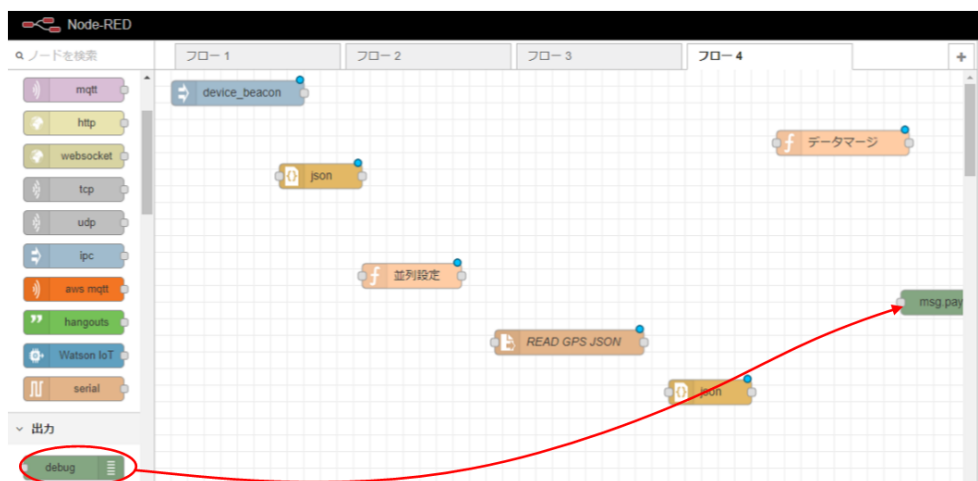 Node-RED
ノードを検索
フロー 1
フロー 2
フロー 3
フロー 4
+
mqtt
http
websocket
tcp
udp
ipc
aws mqtt
hangouts
Watson IoT
serial
出力
debug
device_beacon
データマージ
json
並列設定
msg.pay
READ GPS JSON
json